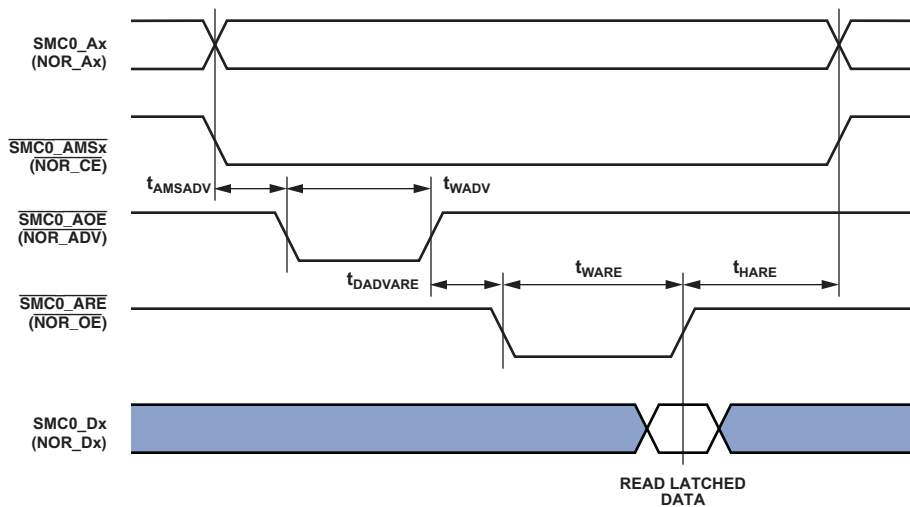 SMC0_Ax
(NOR_Ax)
SMC0_AMSx
(NOR_CE)
tAMSADV
tWADV
SMC0_AOE
(NOR_ADV)
tDADVARE
tWARE
tHARE
SMC0_ARE
(NOR_OE)
SMC0_Dx
(NOR_Dx)
READ LATCHED
DATA